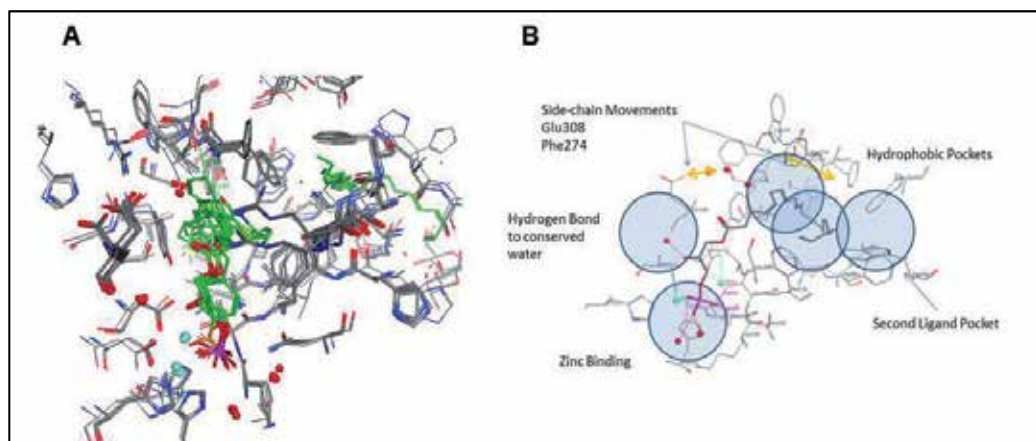 A
B
Side-chain Movements
Glu308
Phe274
Hydrophobic Pockets
Hydrogen Bond
to conserved
water
Second Ligand Pocket
Zinc Binding